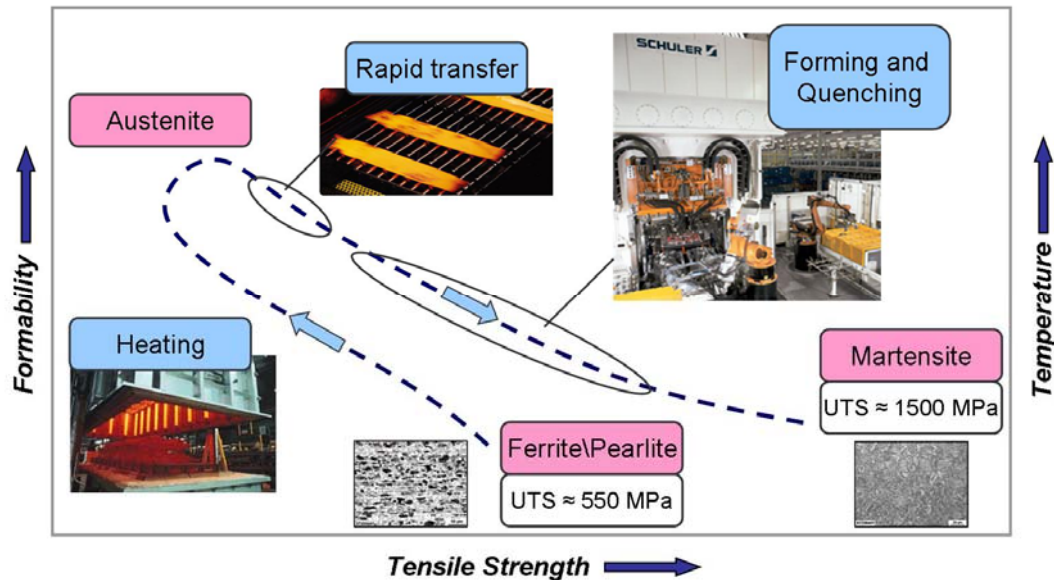 SCHULER
Rapid transfer
Forming and
Quenching
Austenite
Formability
Temperature
Heating
Martensite
UTS ≈ 1500 MPa
Ferrite\Pearlite
UTS ≈ 550 MPa
Tensile Strength